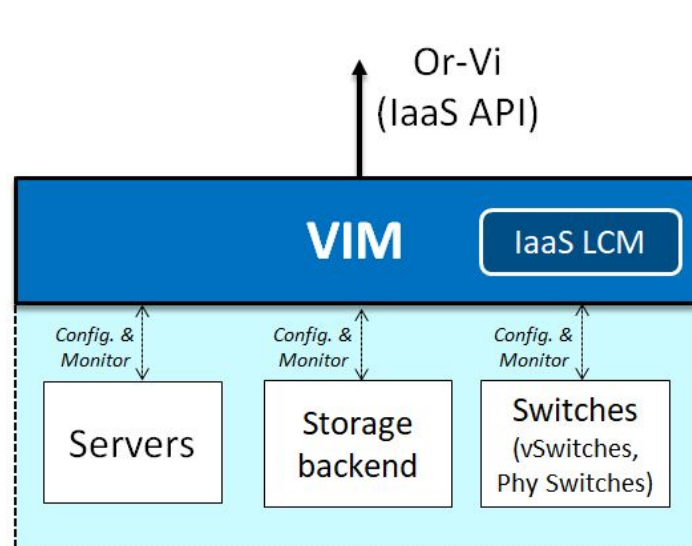 Or-Vi
(IaaS API)
VIM
IaaS LCM
Config. &
Monitor
Config. &
Monitor
Config. &
Monitor
Servers
Storage
backend
Switches
(vSwitches,
Phy Switches)